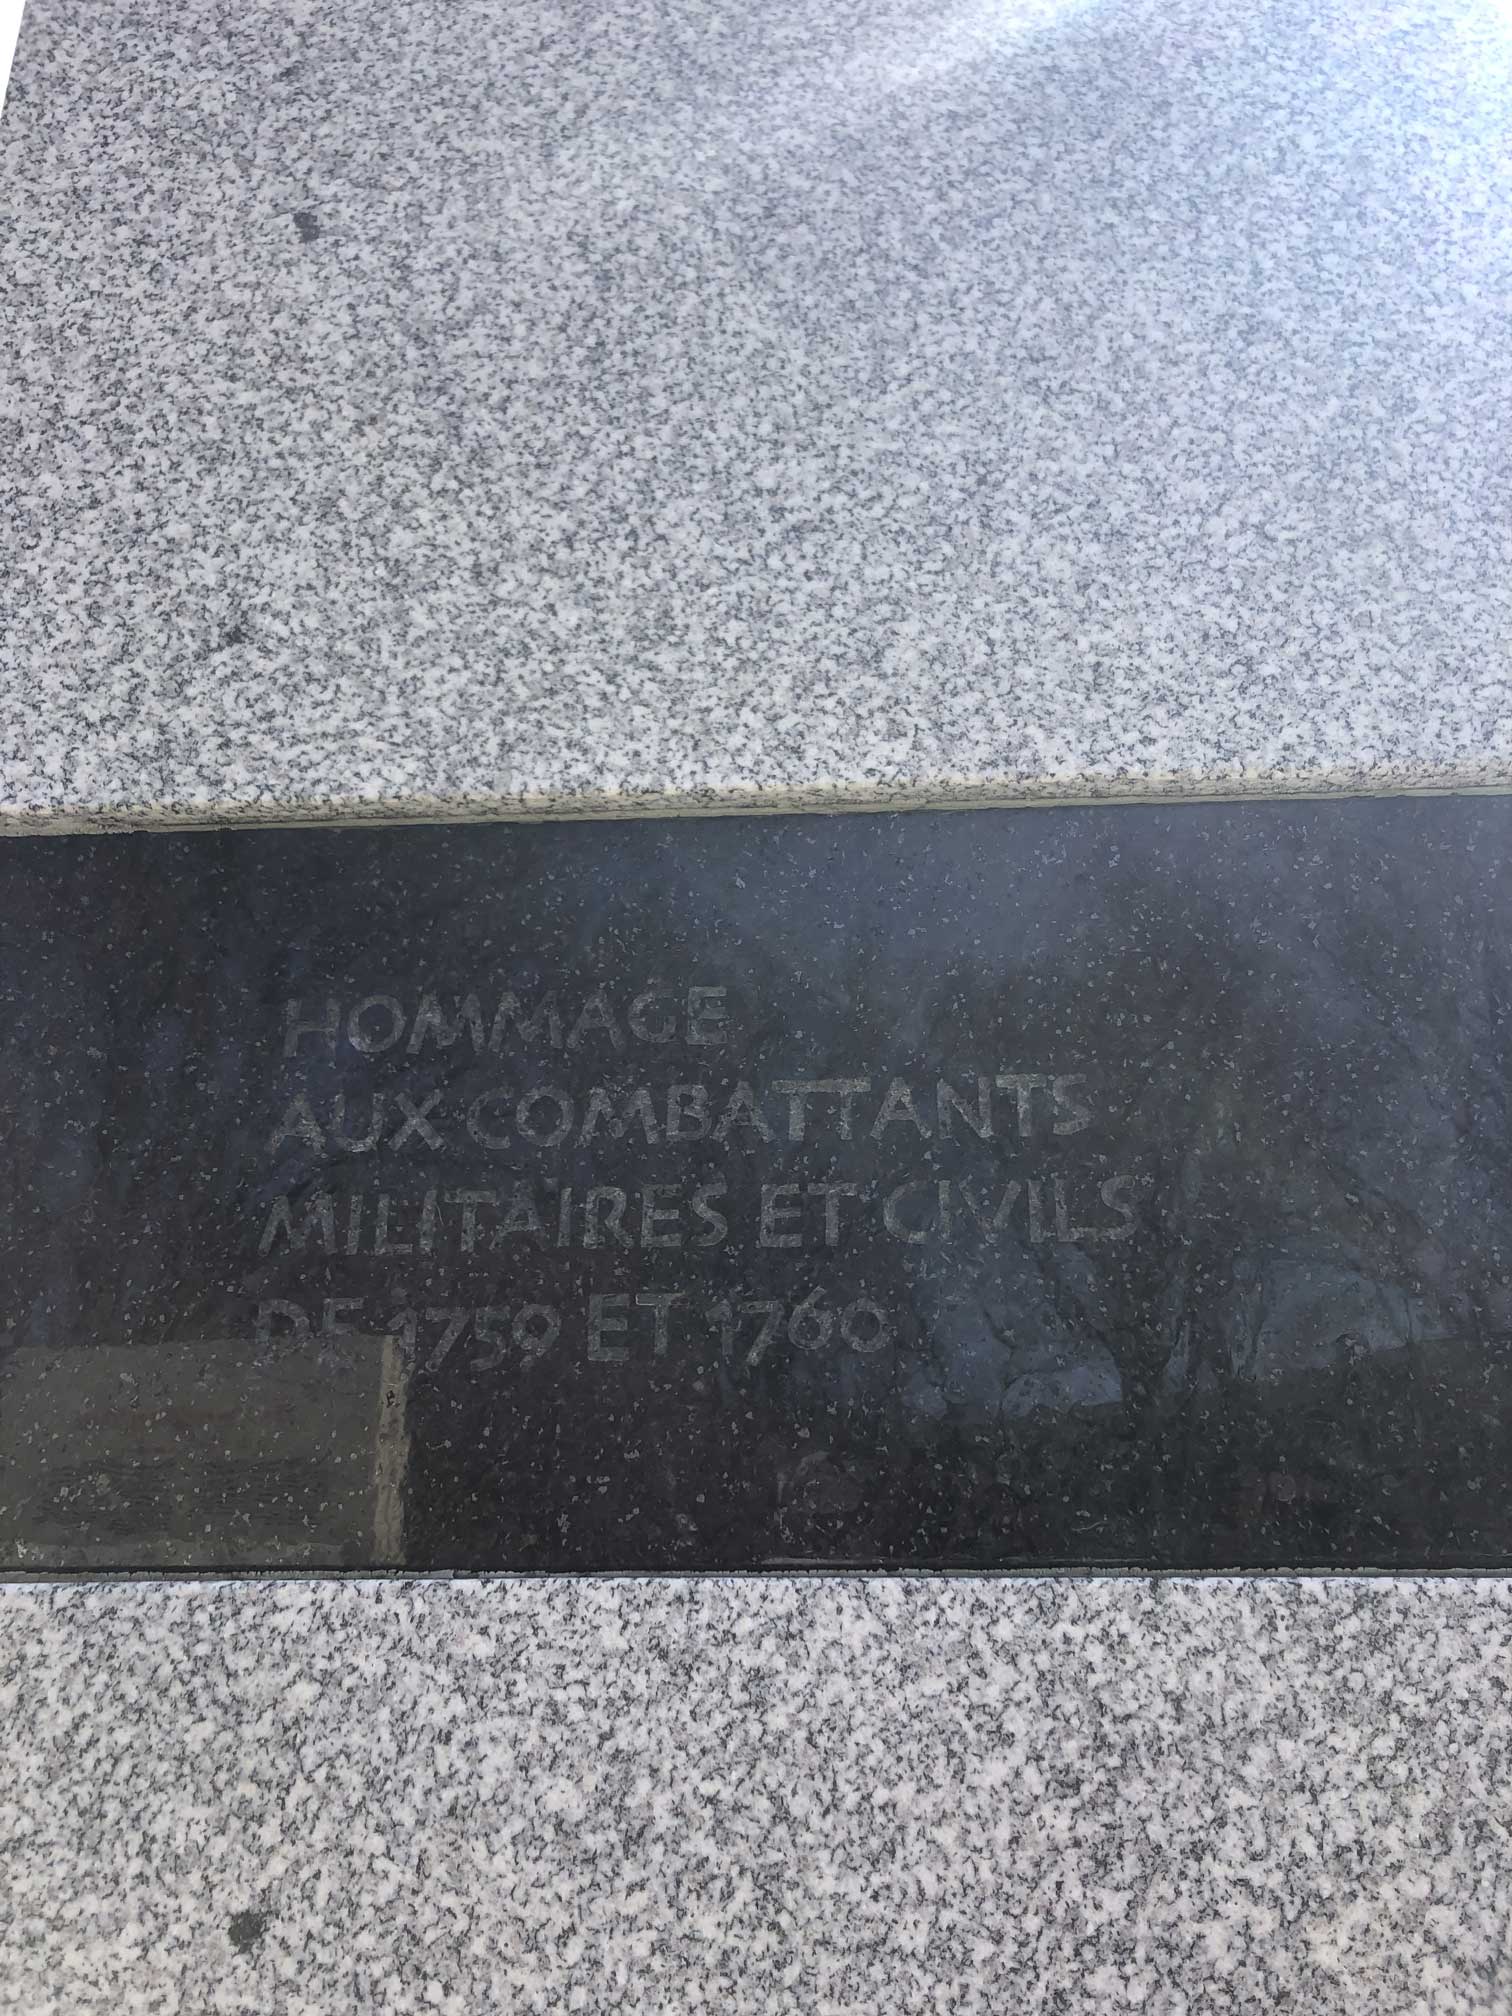 HOMMAGE
AUX COMBATTANTS
MILITAIRES ET CIVILS
DE 1759 ET 1760